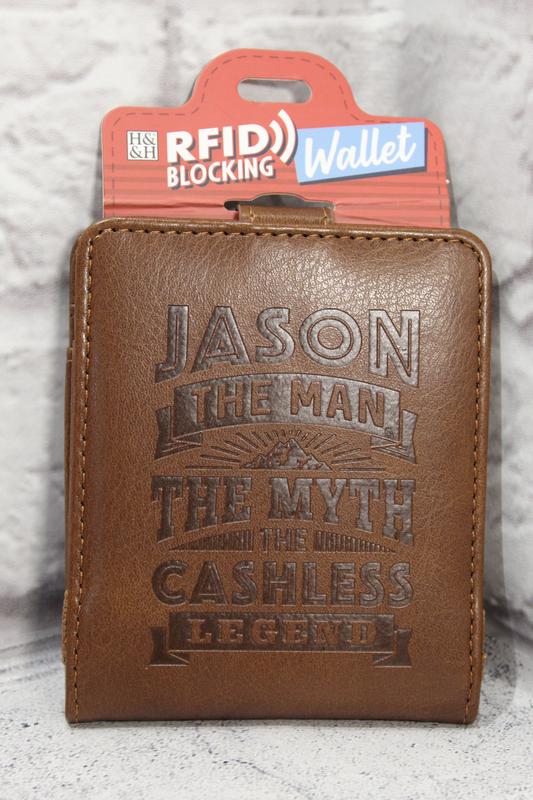 H&
&H
RFID
BLOCKING
Wallet
JASON
THE MAN
THE MYTH
THE
CASHLESS
LEGEND